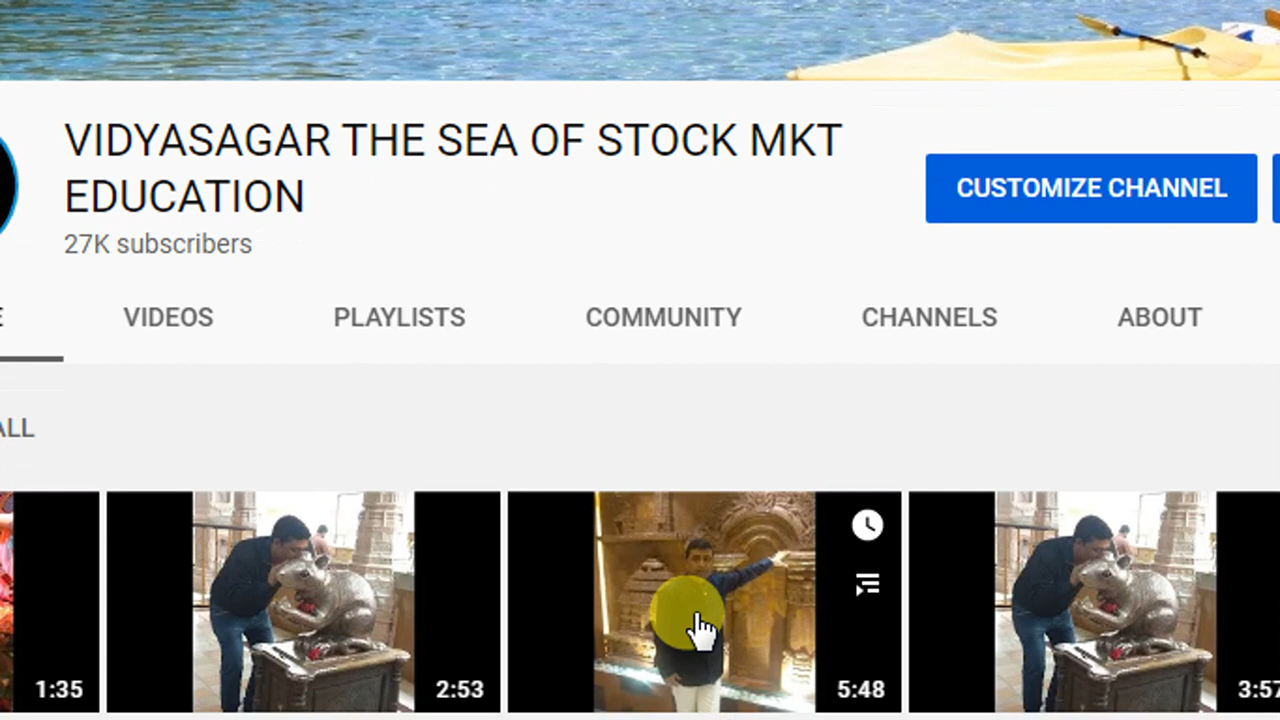 VIDYASAGAR THE SEA OF STOCK MKT
EDUCATION
27K subscribers
CUSTOMIZE CHANNEL
VIDEOS
PLAYLISTS
COMMUNITY
CHANNELS
ABOUT
ALL
1:35
2:53
5:48
3:57